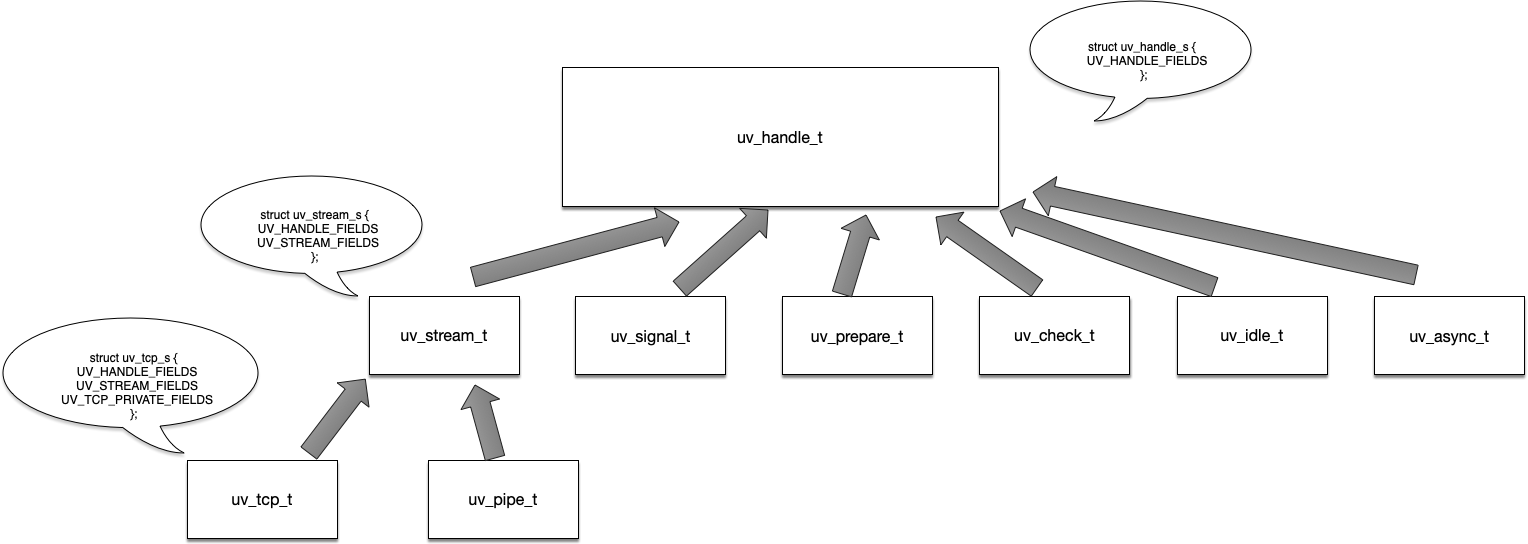 struct uv_handle_s {
UV_HANDLE_FIELDS
};
uv_handle_t
struct uv_stream_s {
UV_HANDLE_FIELDS
UV_STREAM_FIELDS
};
uv_stream_t
uv_signal_t
uv_prepare_t
uv_check_t
uv_idle_t
uv_async_t
struct uv_tcp_s {
UV_HANDLE_FIELDS
UV_STREAM_FIELDS
UV_TCP_PRIVATE_FIELDS
};
uv_tcp_t
uv_pipe_t